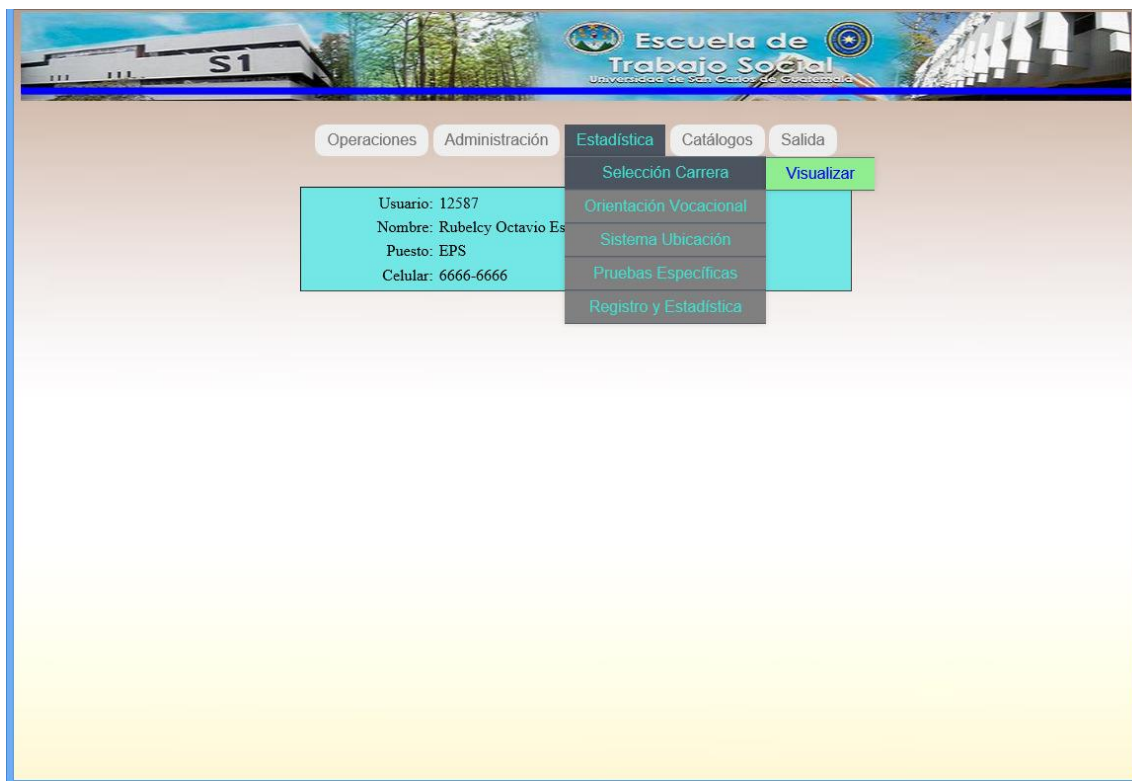 S1
Escuela de
Trabajo Social
Universidad de San Carlos de Guatemala
Operaciones Administración Estadística Catálogos Salida
Selección Carrera Visualizar
Usuario: 12587 Orientación Vocacional
Nombre: Rubelcy Octavio Es
Puesto: EPS Sistema Ubicación
Celular: 6666-6666 Pruebas Específicas
Registro y Estadística